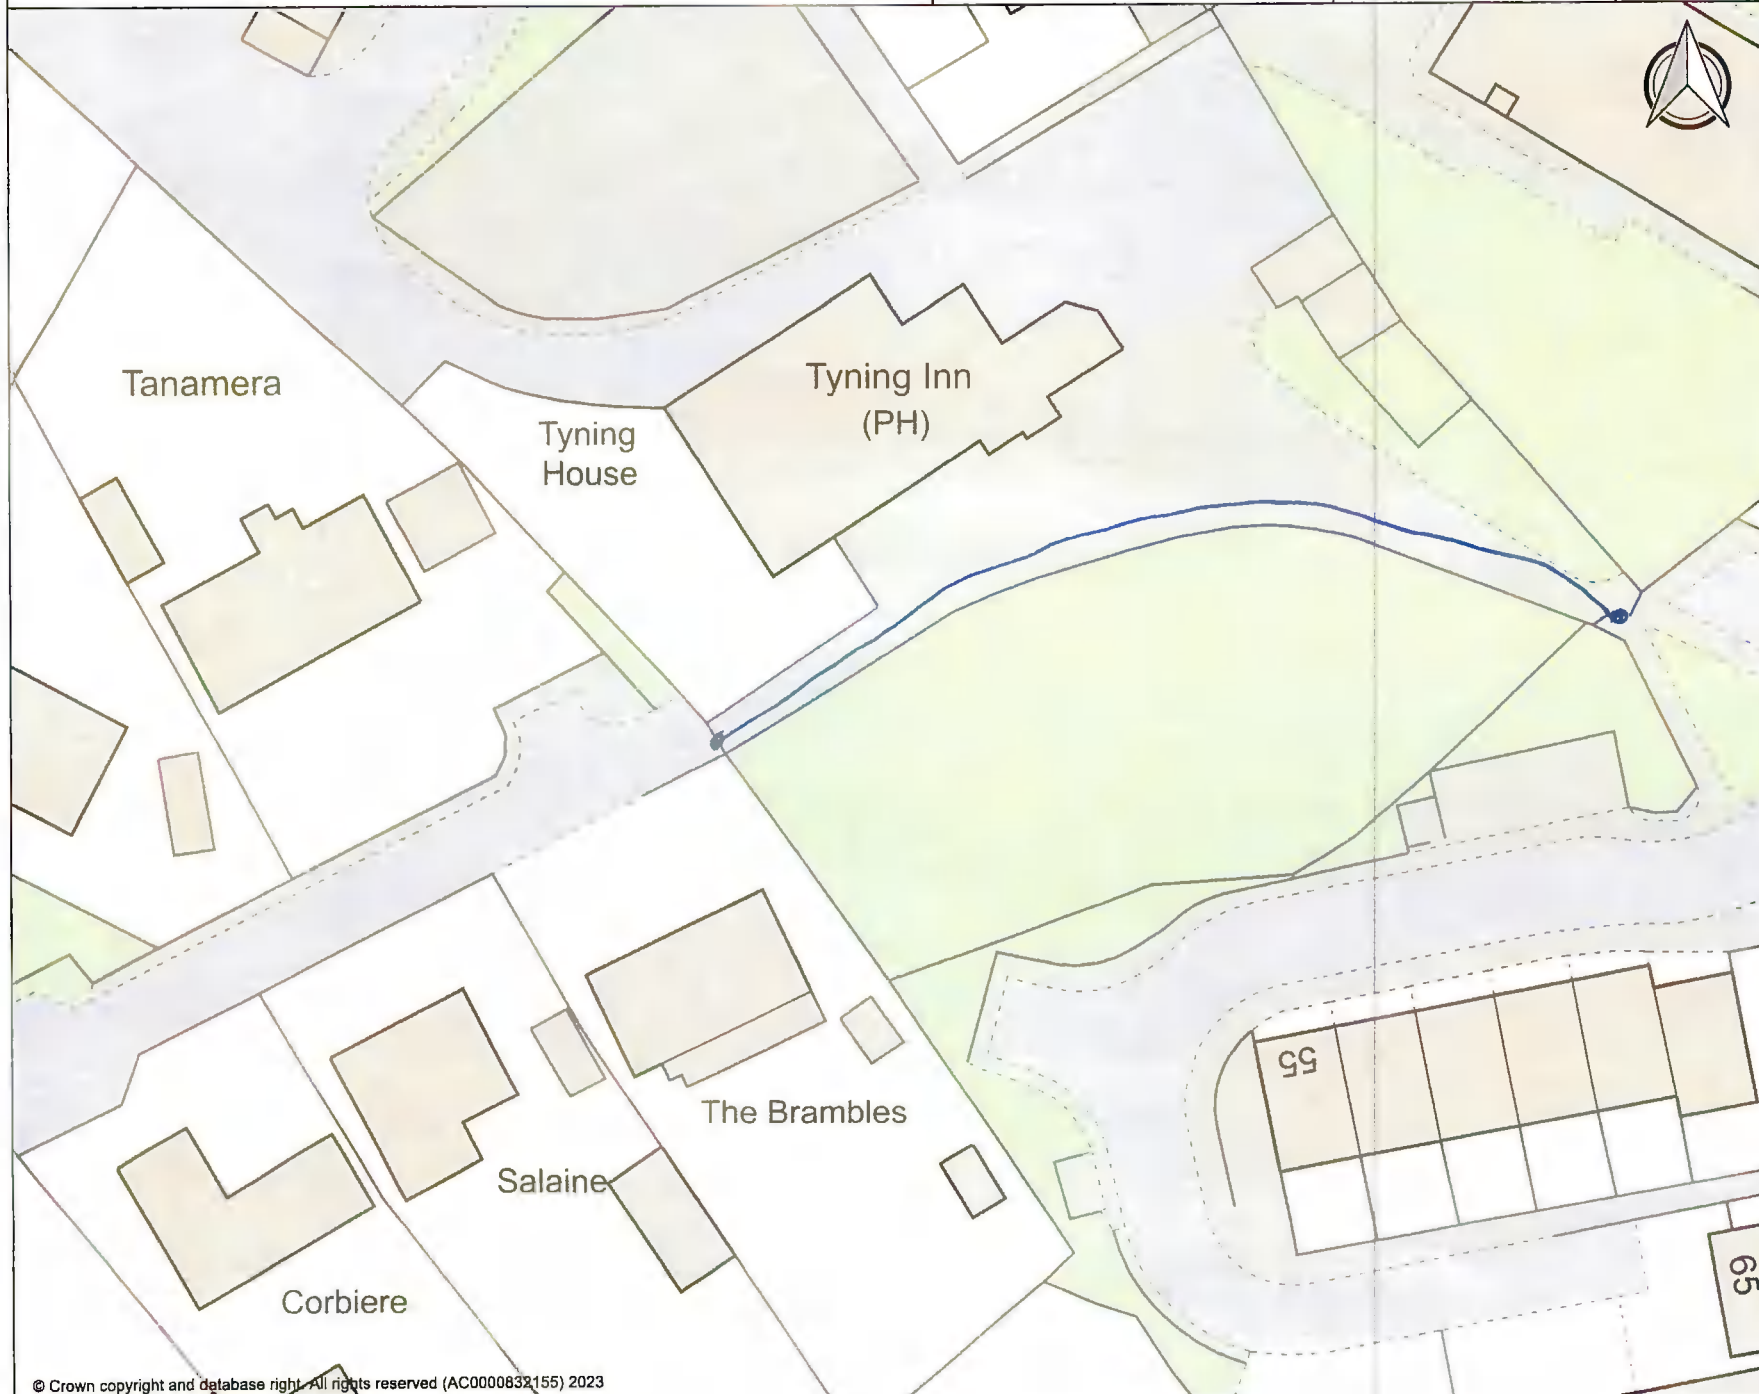 Tanamera
Tyning Inn
(PH)
Tyning
House
55
The Brambles
Salaine
65
Corbiere
© Crown copyright and database right. All rights reserved (AC0000832155) 2023